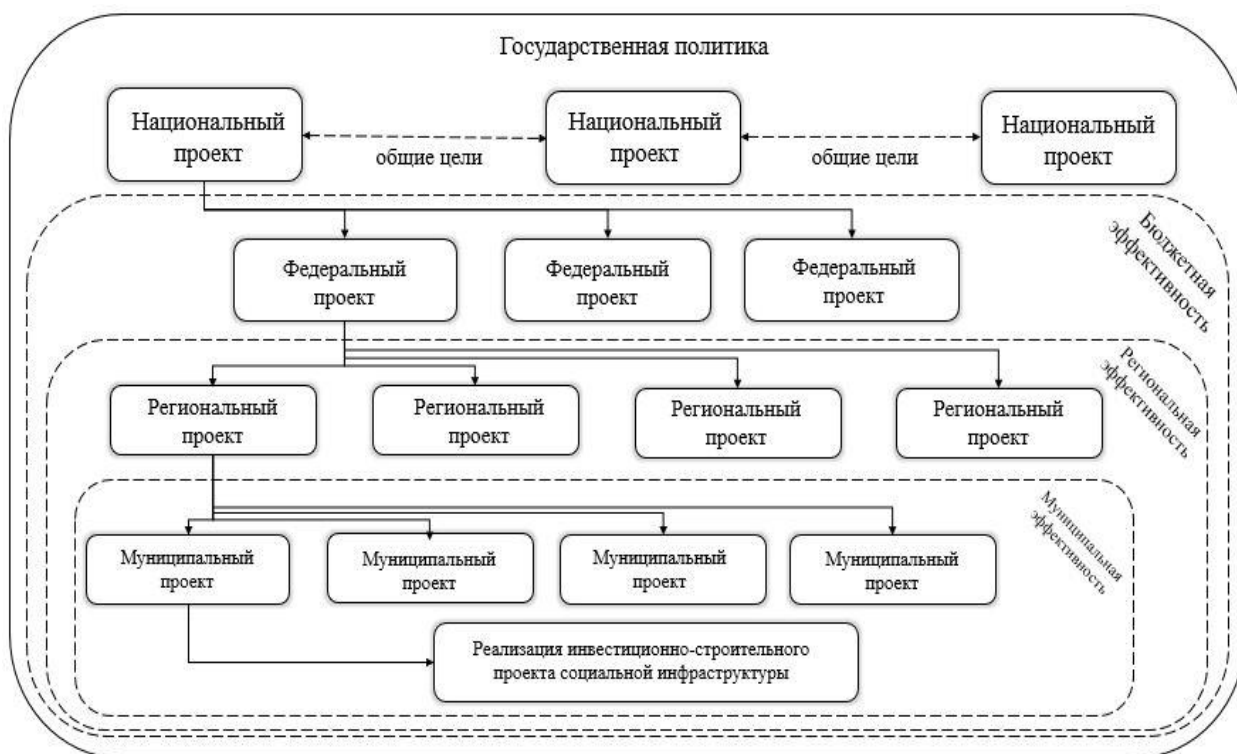 Государственная политика
Национальный
проект
общие цели
Национальный
проект
общие цели
Национальный
проект
Бюджетная
эффективность
Федеральный
проект
Федеральный
проект
Федеральный
проект
Региональная
эффективность
Региональный
проект
Региональный
проект
Региональный
проект
Региональный
проект
Муниципальная
эффективность
Муниципальный
проект
Муниципальный
проект
Муниципальный
проект
Муниципальный
проект
Реализация инвестиционно-строительного
проекта социальной инфраструктуры